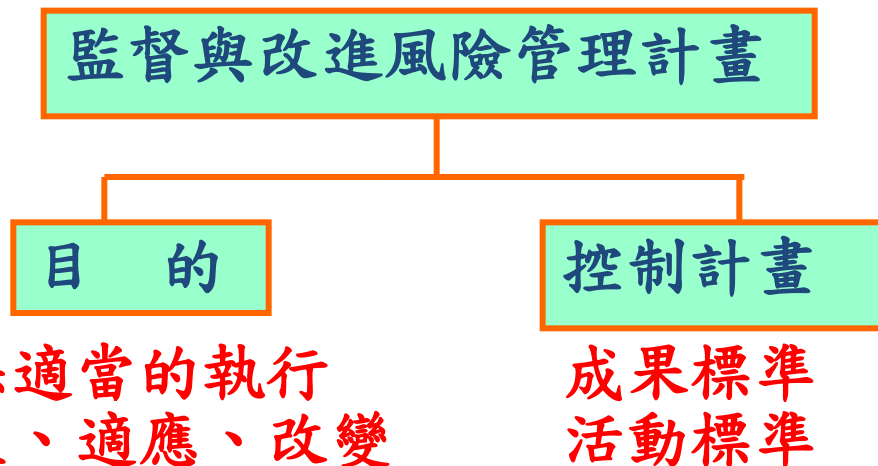 監督與改進風險管理計畫
目 的
控制計畫
適當的執行
、適應、改變
成果標準
活動標準